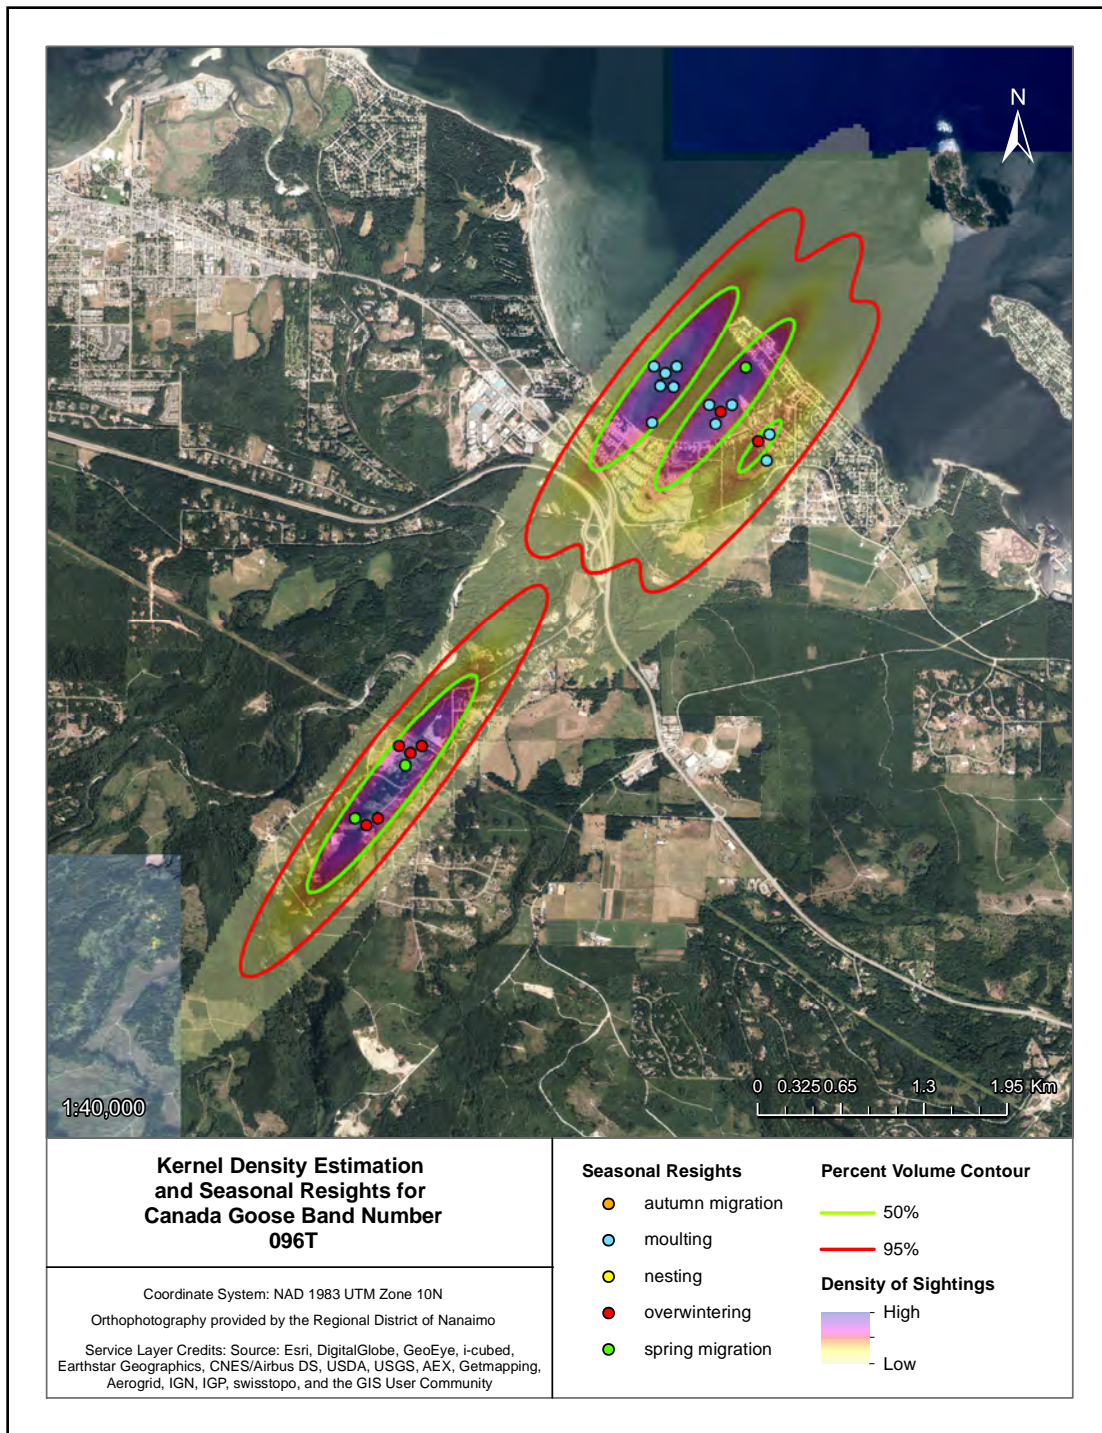 N
0 0.325 0.65 1.3 1.95 Km
1:40,000
Kernel Density Estimation
and Seasonal Resights for
Canada Goose Band Number
096T
Coordinate System: NAD 1983 UTM Zone 10N
Orthophotography provided by the Regional District of Nanaimo
Service Layer Credits: Source: Esri, DigitalGlobe, GeoEye, i-cubed,
Earthstar Geographics, CNES/Airbus DS, USDA, USGS, AEX, Getmapping,
Aerogrid, IGN, IGP, swisstopo, and the GIS User Community
Seasonal Resights
autumn migration
moulting
nesting
overwintering
spring migration
Percent Volume Contour
50%
95%
Density of Sightings
High
Low